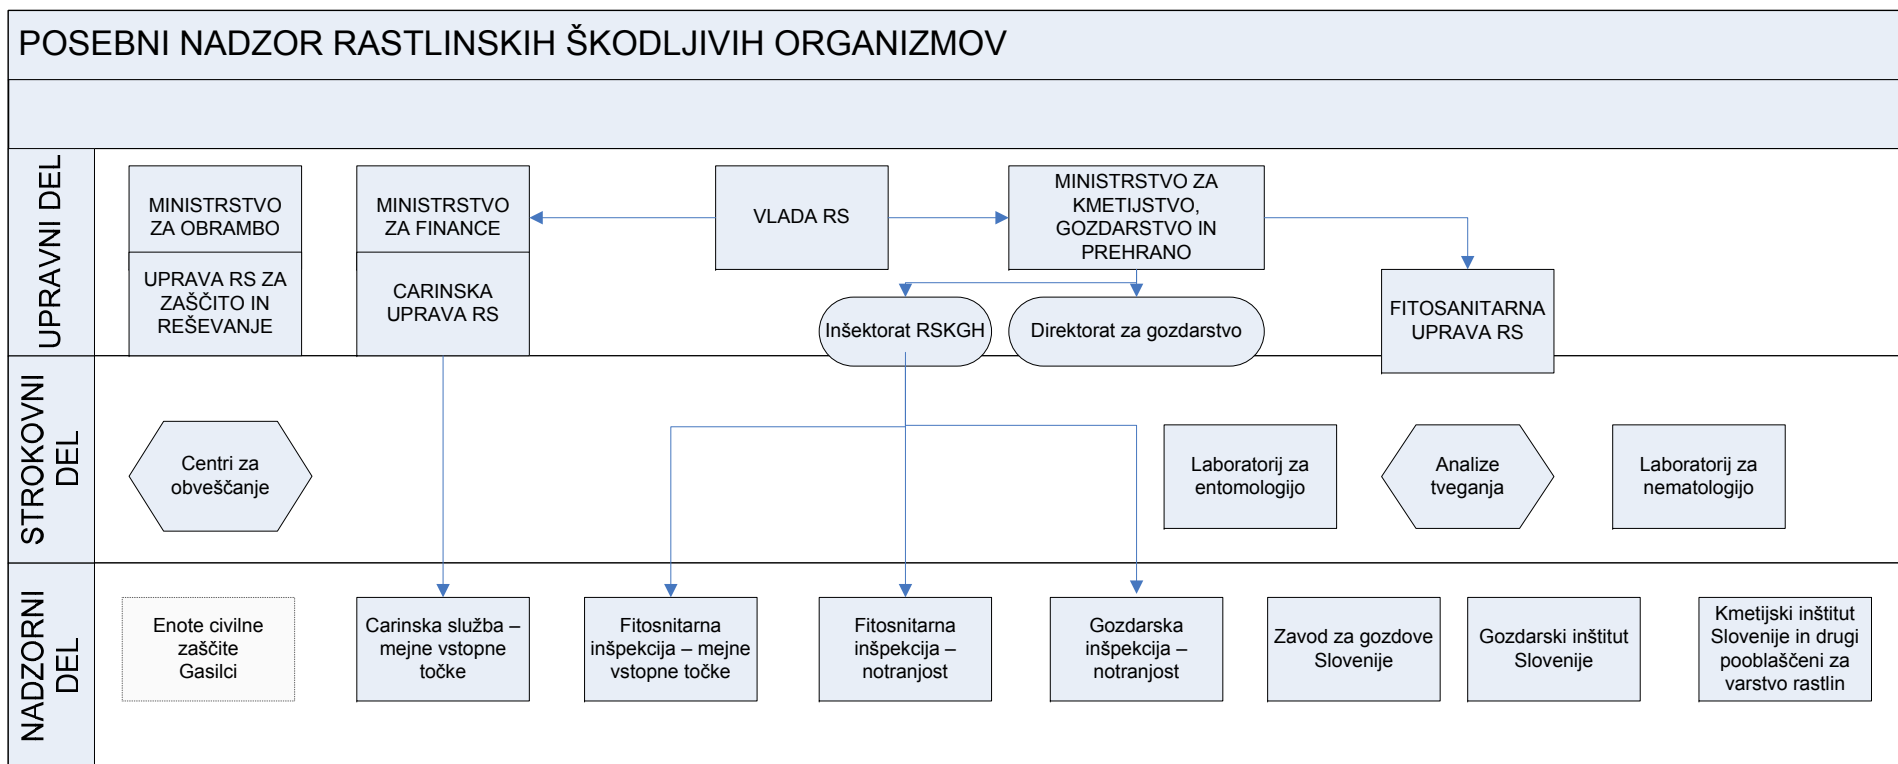 POSEBNI NADZOR RASTLINSKIH ŠKODLJIVIH ORGANIZMOV
UPRAVNI DEL
MINISTRSTVO
ZA OBRAMBO
UPRAVA RS ZA
ZAŠČITO IN
REŠEVANJE
MINISTRSTVO
ZA FINANCE
CARINSKA
UPRAVA RS
VLADA RS
MINISTRSTVO ZA
KMETIJSTVO,
GOZDARSTVO IN
PREHRANO
Inšektorat RSKGH
Direktorat za gozdarstvo
FITOSANITARNA
UPRAVA RS
STROKOVNI
DEL
Centri za
obveščanje
Laboratorij za
entomologijo
Analize
tveganja
Laboratorij za
nematologijo
NADZORNI
DEL
Enote civilne
zaščite
Gasilci
Carinska služba –
mejne vstopne
točke
Fitosnitarna
inšpekcija – mejne
vstopne točke
Fitosnitarna
inšpekcija –
notranjost
Gozdarska
inšpekcija –
notranjost
Zavod za gozdove
Slovenije
Gozdarski inštitut
Slovenije
Kmetijski inštitut
Slovenije in drugi
pooblaščeni za
varstvo rastlin